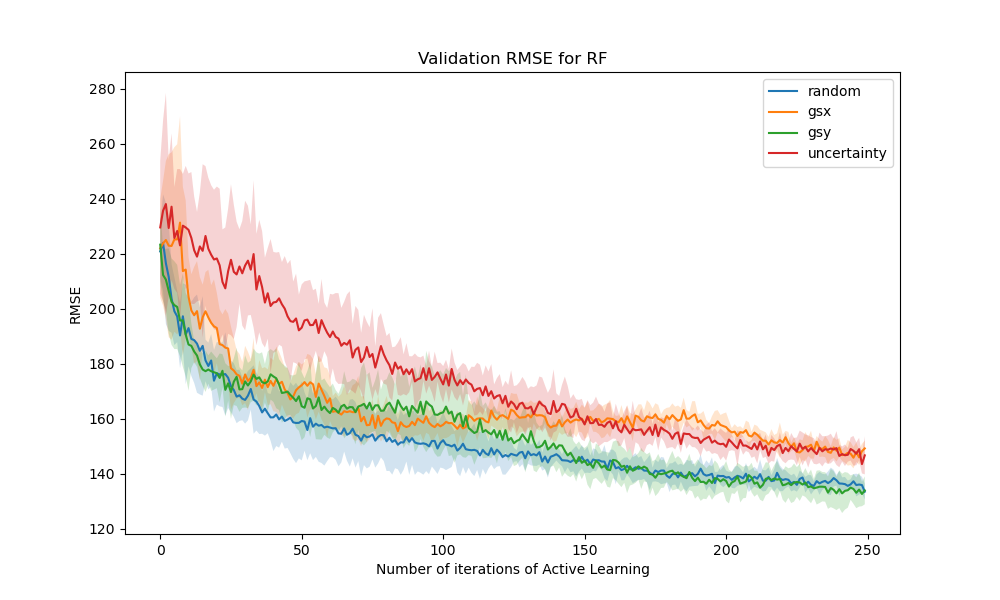 Validation RMSE for RF
280
260
240
220
200
180
160
140
120
RMSE
random
gsx
gsy
uncertainty
0
50
100
150
200
250
Number of iterations of Active Learning